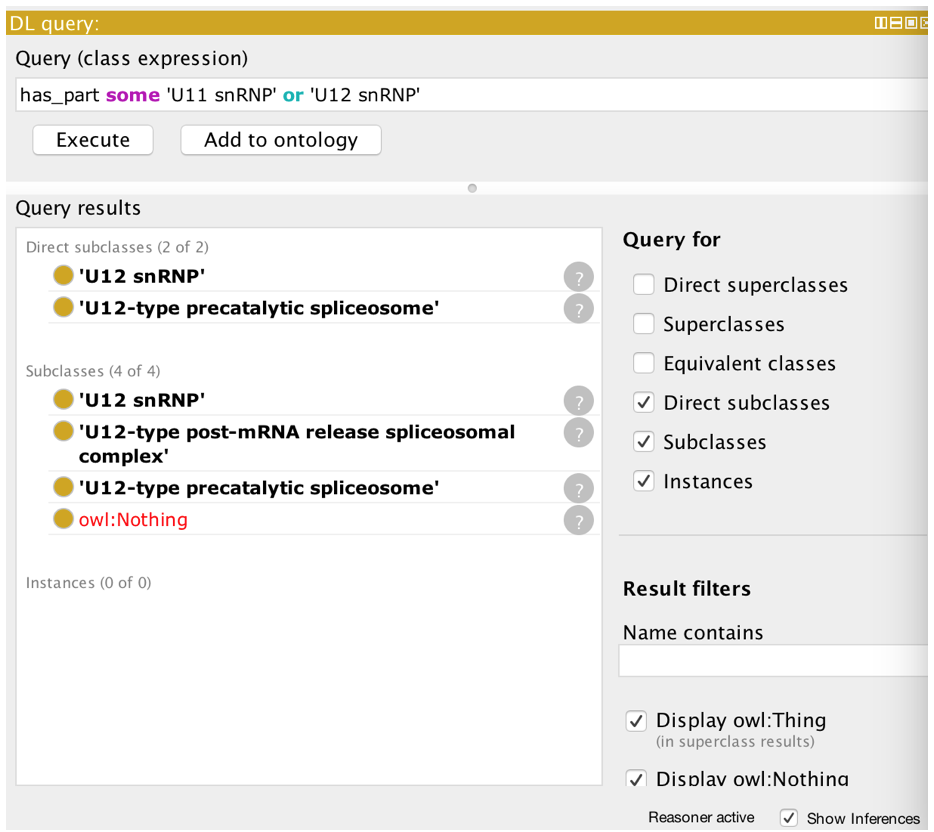 DL query:
Query (class expression)
has_part some 'U11 snRNP' or 'U12 snRNP'
Execute
Add to ontology
Query results
Direct subclasses (2 of 2)
'U12 snRNP'
?
'U12-type precatalytic spliceosome'
?
Subclasses (4 of 4)
'U12 snRNP'
?
'U12-type post-mRNA release spliceosomal
complex'
?
'U12-type precatalytic spliceosome'
?
owl:Nothing
?
Instances (0 of 0)
Query for
Direct superclasses
Superclasses
Equivalent classes
Direct subclasses
Subclasses
Instances
Result filters
Name contains
Display owl:Thing
(in superclass results)
Display owl:Nothing
Reasoner active
Show Inferences